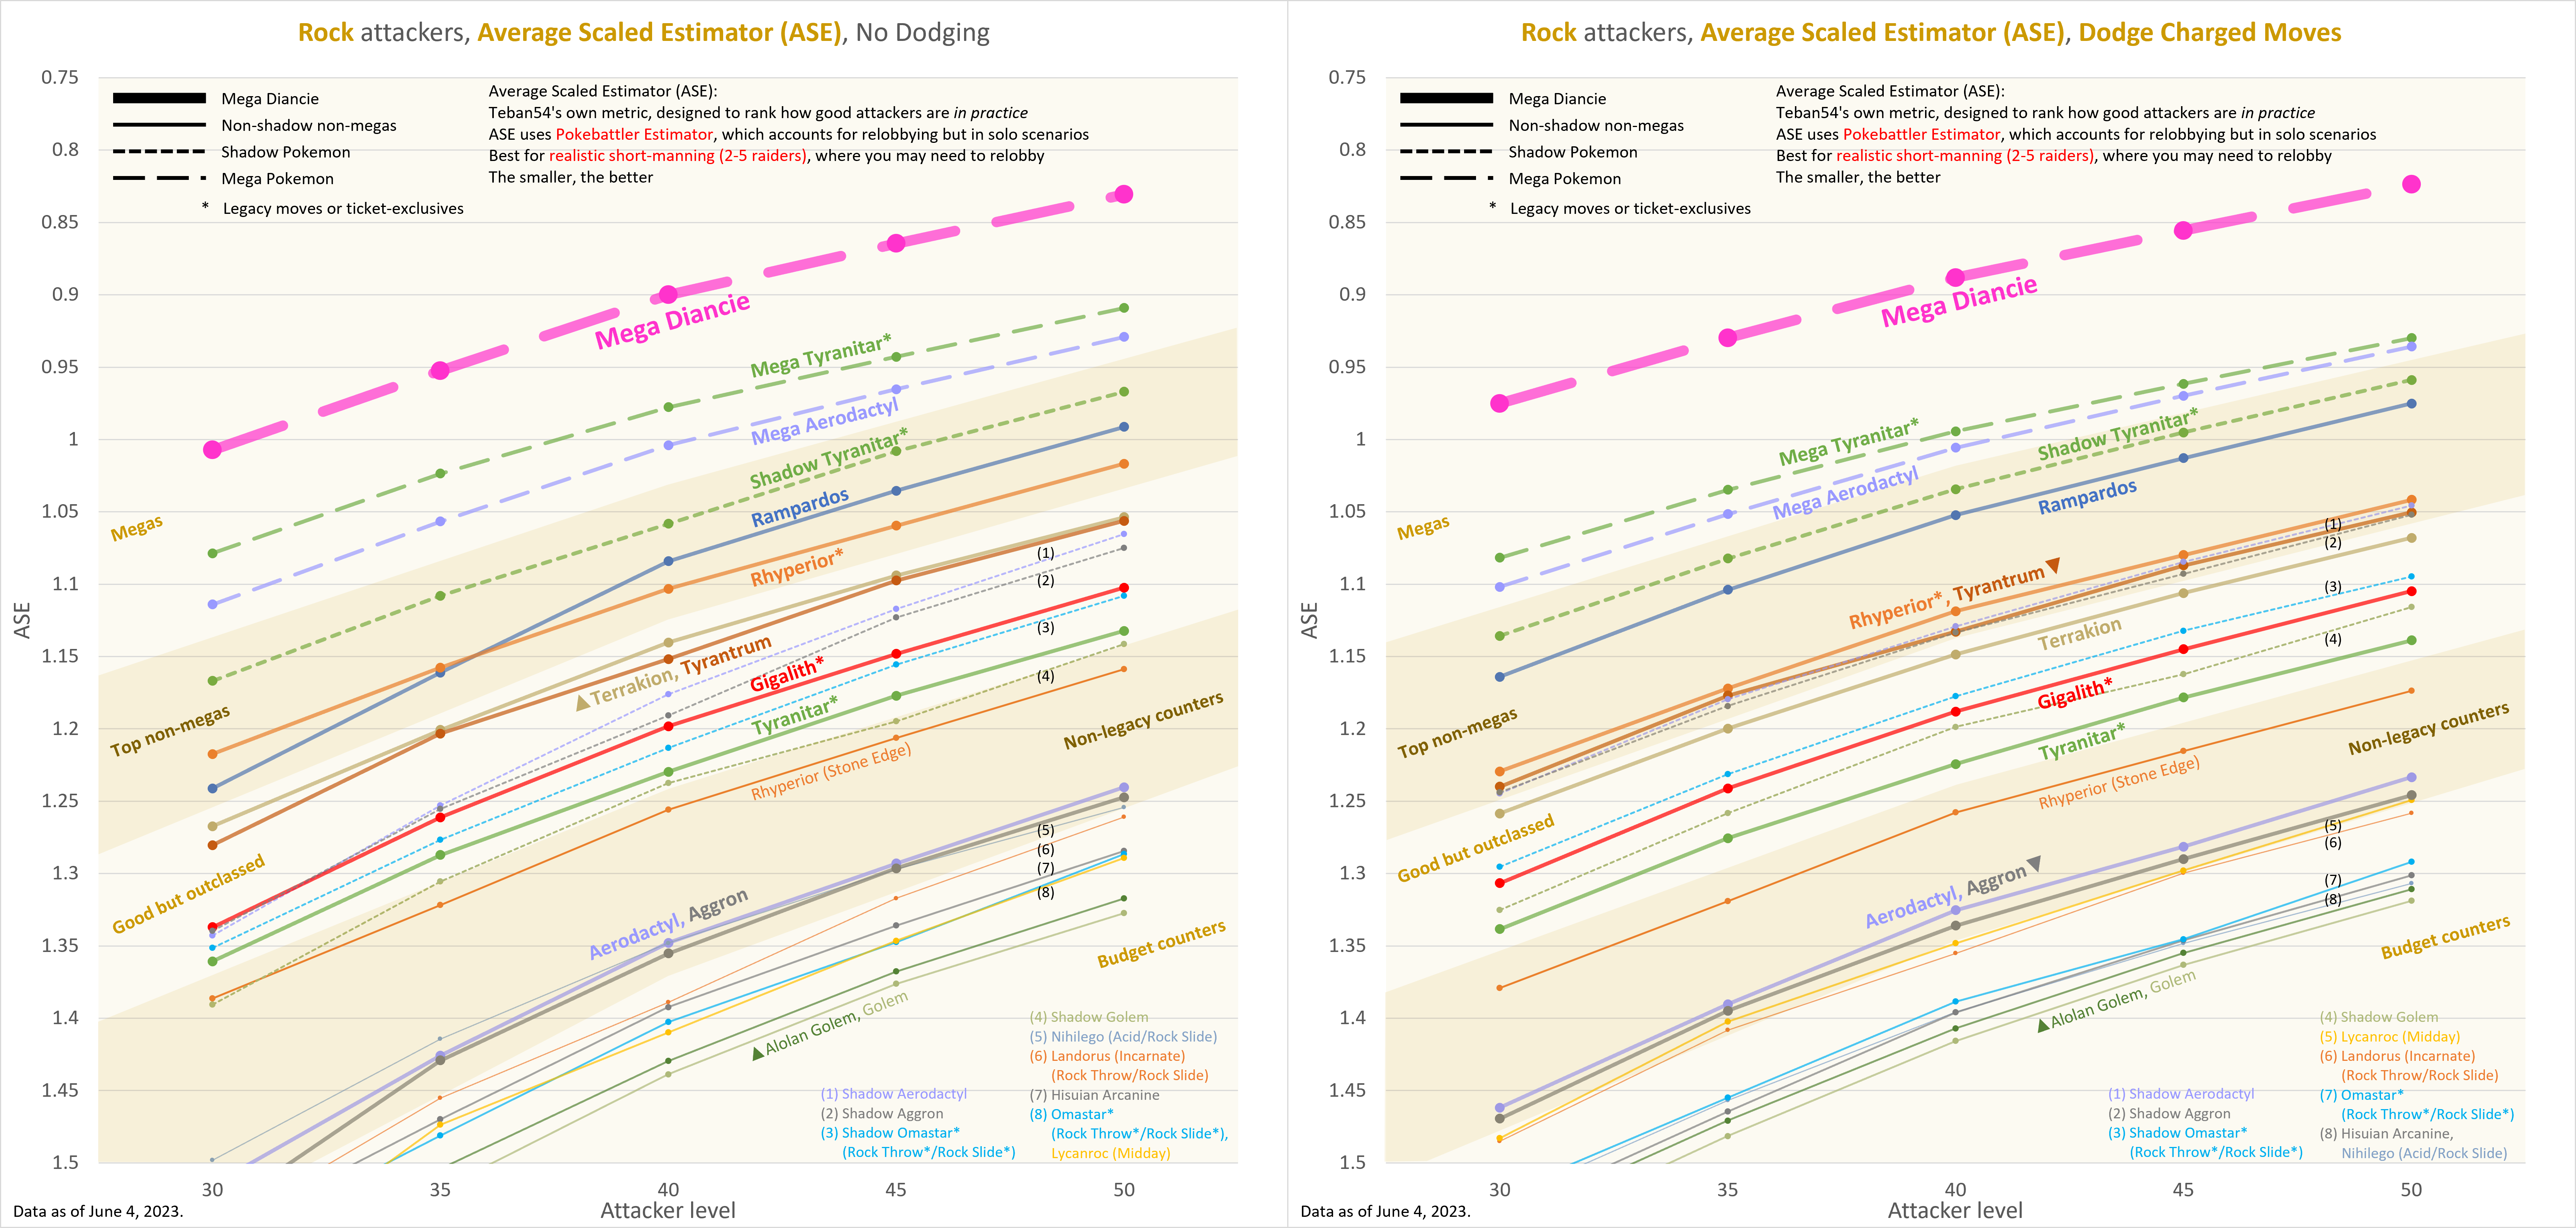 Rock attackers, Average Scaled Estimator (ASE), No Dodging
0.75
0.8
0.85
0.9
0.95
1
1.05
1.1
1.15
1.2
1.25
1.3
1.35
1.4
1.45
1.5
ASE
Mega Diancie
Non-shadow non-megas
Shadow Pokemon
Mega Pokemon
* Legacy moves or ticket-exclusives
Average Scaled Estimator (ASE):
Teban54's own metric, designed to rank how good attackers are in practice
ASE uses Pokebattler Estimator, which accounts for relobbying but in solo scenarios
Best for realistic short-manning (2-5 raiders), where you may need to relobby
The smaller, the better
Mega Diancie
Mega Tyranitar*
Mega Aerodactyl
Shadow Tyranitar*
Rampardos
Rhyperior*
Megas
(1)
(2)
▲Terrakion, Tyrantrum
Gigalith*
(3)
Tyranitar*
(4)
Top non-megas
Rhyperior (Stone Edge)
Non-legacy counters
Good but outclassed
Aerodactyl, Aggron
(5)
(6)
(7)
(8)
Budget counters
▲Alolan Golem, Golem
(1) Shadow Aerodactyl
(2) Shadow Aggron
(3) Shadow Omastar*
(Rock Throw*/Rock Slide*)
(4) Shadow Golem
(5) Nihilego (Acid/Rock Slide)
(6) Landorus (Incarnate)
(Rock Throw/Rock Slide)
(7) Hisuian Arcanine
(8) Omastar*
(Rock Throw*/Rock Slide*),
Lycanroc (Midday)
30 35 40 45 50
Attacker level
Data as of June 4, 2023.
Rock attackers, Average Scaled Estimator (ASE), Dodge Charged Moves
0.75
0.8
0.85
0.9
0.95
1
1.05
1.1
1.15
1.2
1.25
1.3
1.35
1.4
1.45
1.5
ASE
Mega Diancie
Non-shadow non-megas
Shadow Pokemon
Mega Pokemon
* Legacy moves or ticket-exclusives
Average Scaled Estimator (ASE):
Teban54's own metric, designed to rank how good attackers are in practice
ASE uses Pokebattler Estimator, which accounts for relobbying but in solo scenarios
Best for realistic short-manning (2-5 raiders), where you may need to relobby
The smaller, the better
Mega Diancie
Mega Tyranitar*
Shadow Tyranitar*
Mega Aerodactyl
Rampardos
Megas
(1)
(2)
Rhyperior*, Tyrantrum▼
(3)
Terrakion
(4)
Gigalith*
Tyranitar*
Top non-megas
Rhyperior (Stone Edge)
Non-legacy counters
Good but outclassed
Aerodactyl, Aggron▼
(5)
(6)
(7)
(8)
Budget counters
▲Alolan Golem, Golem
(1) Shadow Aerodactyl
(2) Shadow Aggron
(3) Shadow Omastar*
(Rock Throw*/Rock Slide*)
(4) Shadow Golem
(5) Lycanroc (Midday)
(6) Landorus (Incarnate)
(Rock Throw/Rock Slide)
(7) Omastar*
(Rock Throw*/Rock Slide*)
(8) Hisuian Arcanine,
Nihilego (Acid/Rock Slide)
30 35 40 45 50
Attacker level
Data as of June 4, 2023.